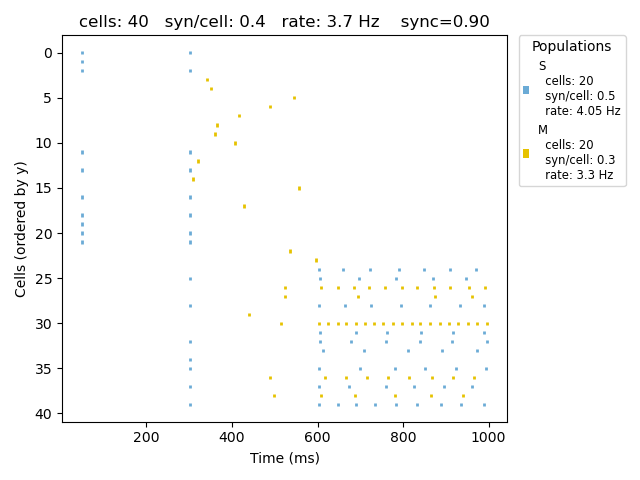 cells: 40   syn/cell: 0.4   rate: 3.7 Hz    sync=0.90
Populations
S
cells: 20
syn/cell: 0.5
rate: 4.05 Hz
M
cells: 20
syn/cell: 0.3
rate: 3.3 Hz
Cells (ordered by y)
0
5
10
15
20
25
30
35
40
200 400 600 800 1000
Time (ms)